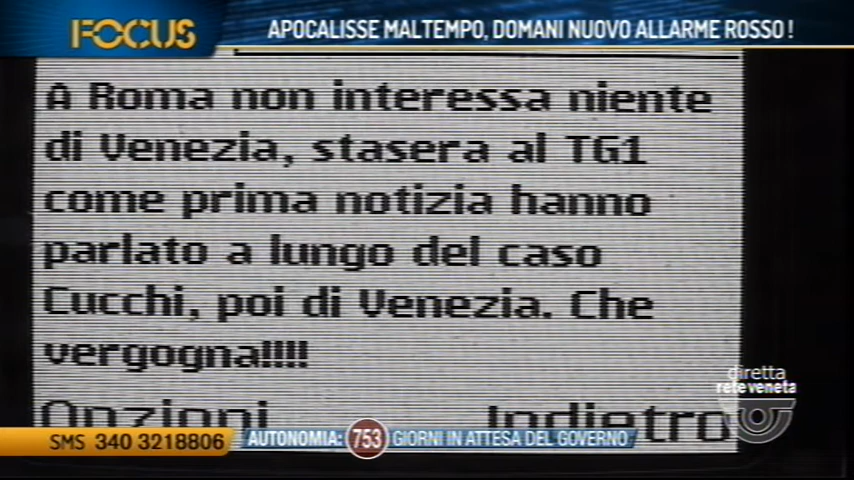 FOCUS
APOCALISSE MALTEMPO, DOMANI NUOVO ALLARME ROSSO!
A Roma non interessa niente
di Venezia, stasera al TG1
come prima notizia hanno
parlato a lungo del caso
Cucchi, poi di Venezia. Che
vergogna!!!!
Opzioni Indietro
diretta
reteveneta
SMS 340 3218806
AUTONOMIA: 753 GIORNI IN ATTESA DEL GOVERNO